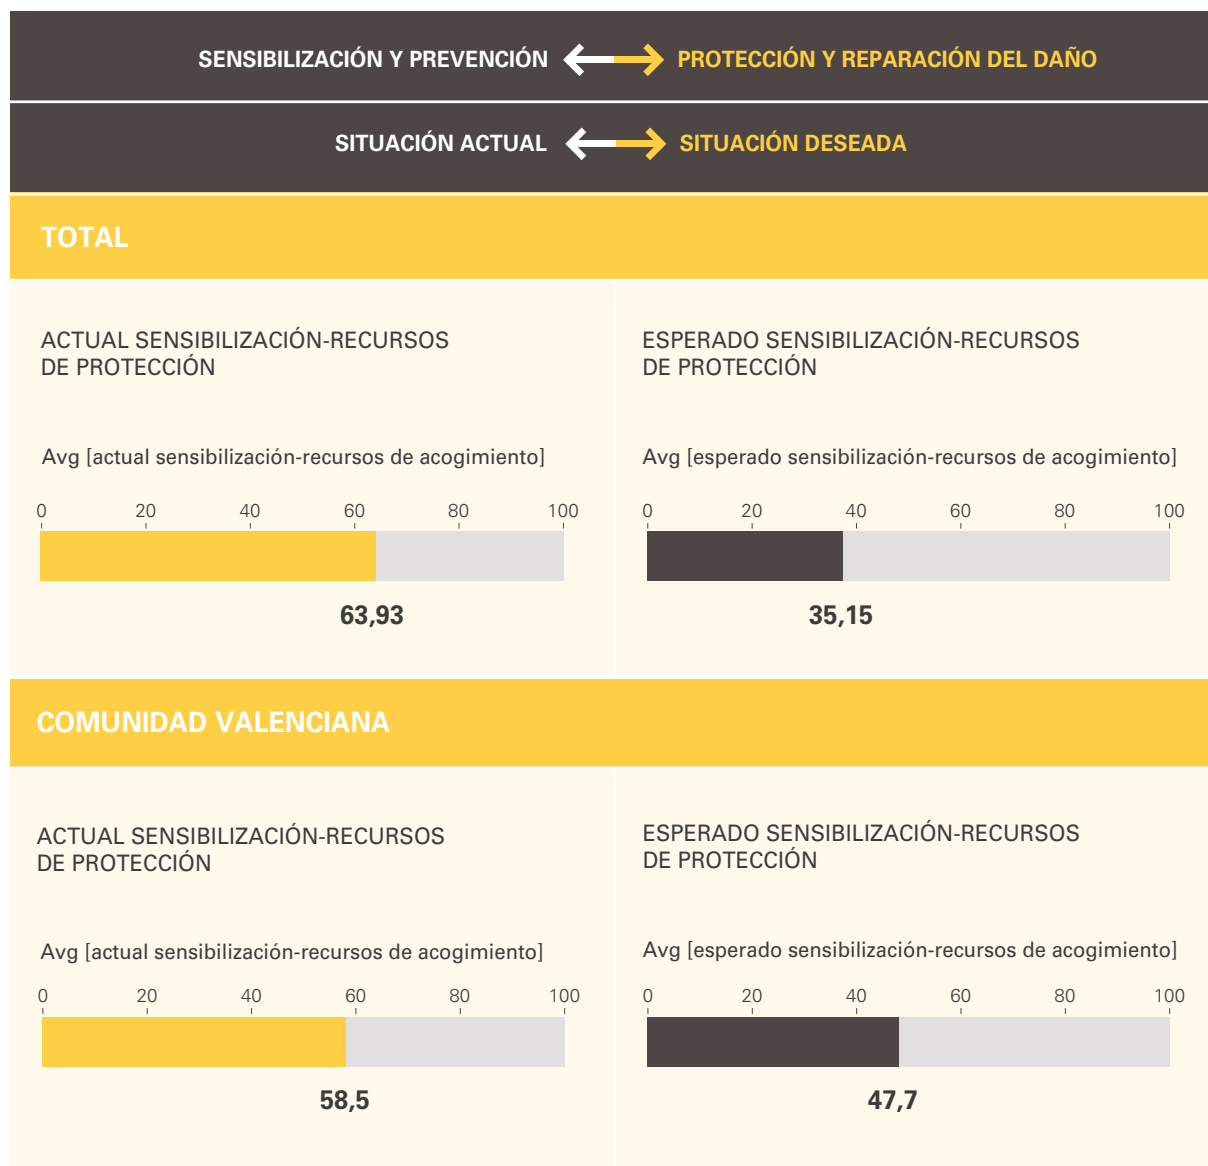 SENSIBILIZACIÓN Y PREVENCIÓN PROTECCIÓN Y REPARACIÓN DEL DAÑO
SITUACIÓN ACTUAL SITUACIÓN DESEADA
TOTAL
ACTUAL SENSIBILIZACIÓN-RECURSOS
DE PROTECCIÓN
Avg [actual sensibilización-recursos de acogimiento]
0 20 40 60 80 100
63,93
ESPERADO SENSIBILIZACIÓN-RECURSOS
DE PROTECCIÓN
Avg [esperado sensibilización-recursos de acogimiento]
0 20 40 60 80 100
35,15
COMUNIDAD VALENCIANA
ACTUAL SENSIBILIZACIÓN-RECURSOS
DE PROTECCIÓN
Avg [actual sensibilización-recursos de acogimiento]
0 20 40 60 80 100
58,5
ESPERADO SENSIBILIZACIÓN-RECURSOS
DE PROTECCIÓN
Avg [esperado sensibilización-recursos de acogimiento]
0 20 40 60 80 100
47,7